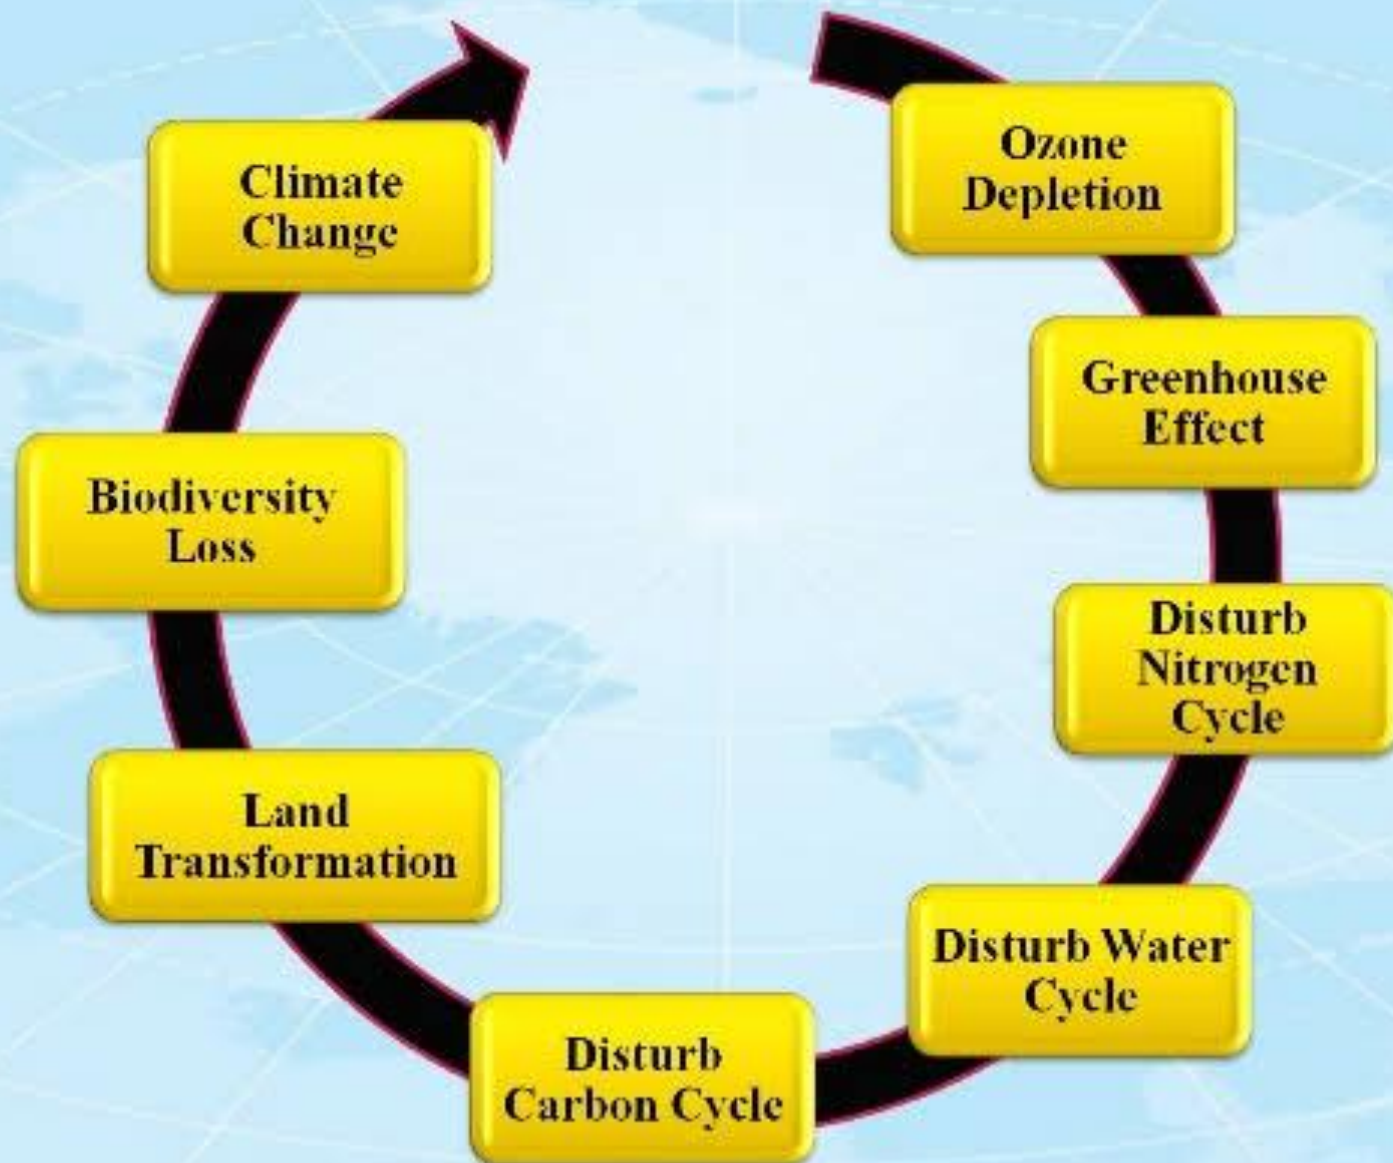 Ozone
Depletion
Greenhouse
Effect
Disturb
Nitrogen
Cycle
Disturb Water
Cycle
Disturb
Carbon Cycle
Land
Transformation
Biodiversity
Loss
Climate
Change